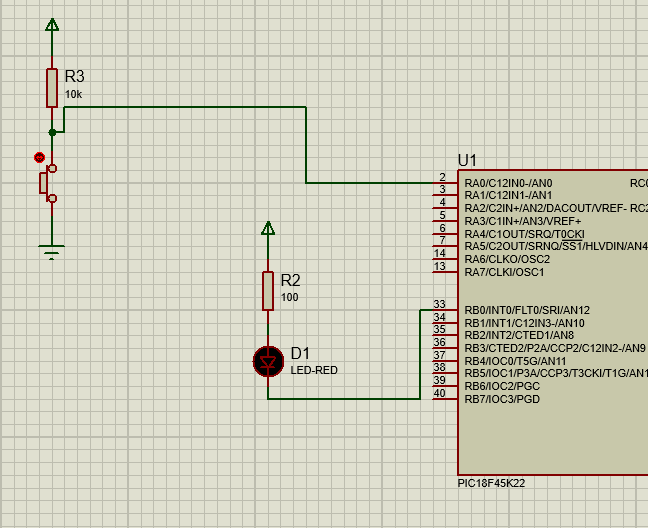 R3
10k
U1
2 RA0/C12IN0-/AN0 RC0
3 RA1/C12IN1-/AN1
4 RA2/C2IN+/AN2/DACOUT/VREF- RC2
5 RA3/C1IN+/AN3/VREF+
6 RA4/C1OUT/SRQ/T0CKI
7 RA5/C2OUT/SRNQ/SS1/HLVDIN/AN4
14 RA6/CLKO/OSC2
13 RA7/CLKI/OSC1
R2
100
33 RB0/INT0/FLT0/SRI/AN12
34 RB1/INT1/C12IN3-/AN10
35 RB2/INT2/CTED1/AN8
36 RB3/CTED2/P2A/CCP2/C12IN2-/AN9
D1
LED-RED
37 RB4/IOC0/T5G/AN11
38 RB5/IOC1/P3A/CCP3/T3CKI/T1G/AN1
39 RB6/IOC2/PGC
40 RB7/IOC3/PGD
PIC18F45K22